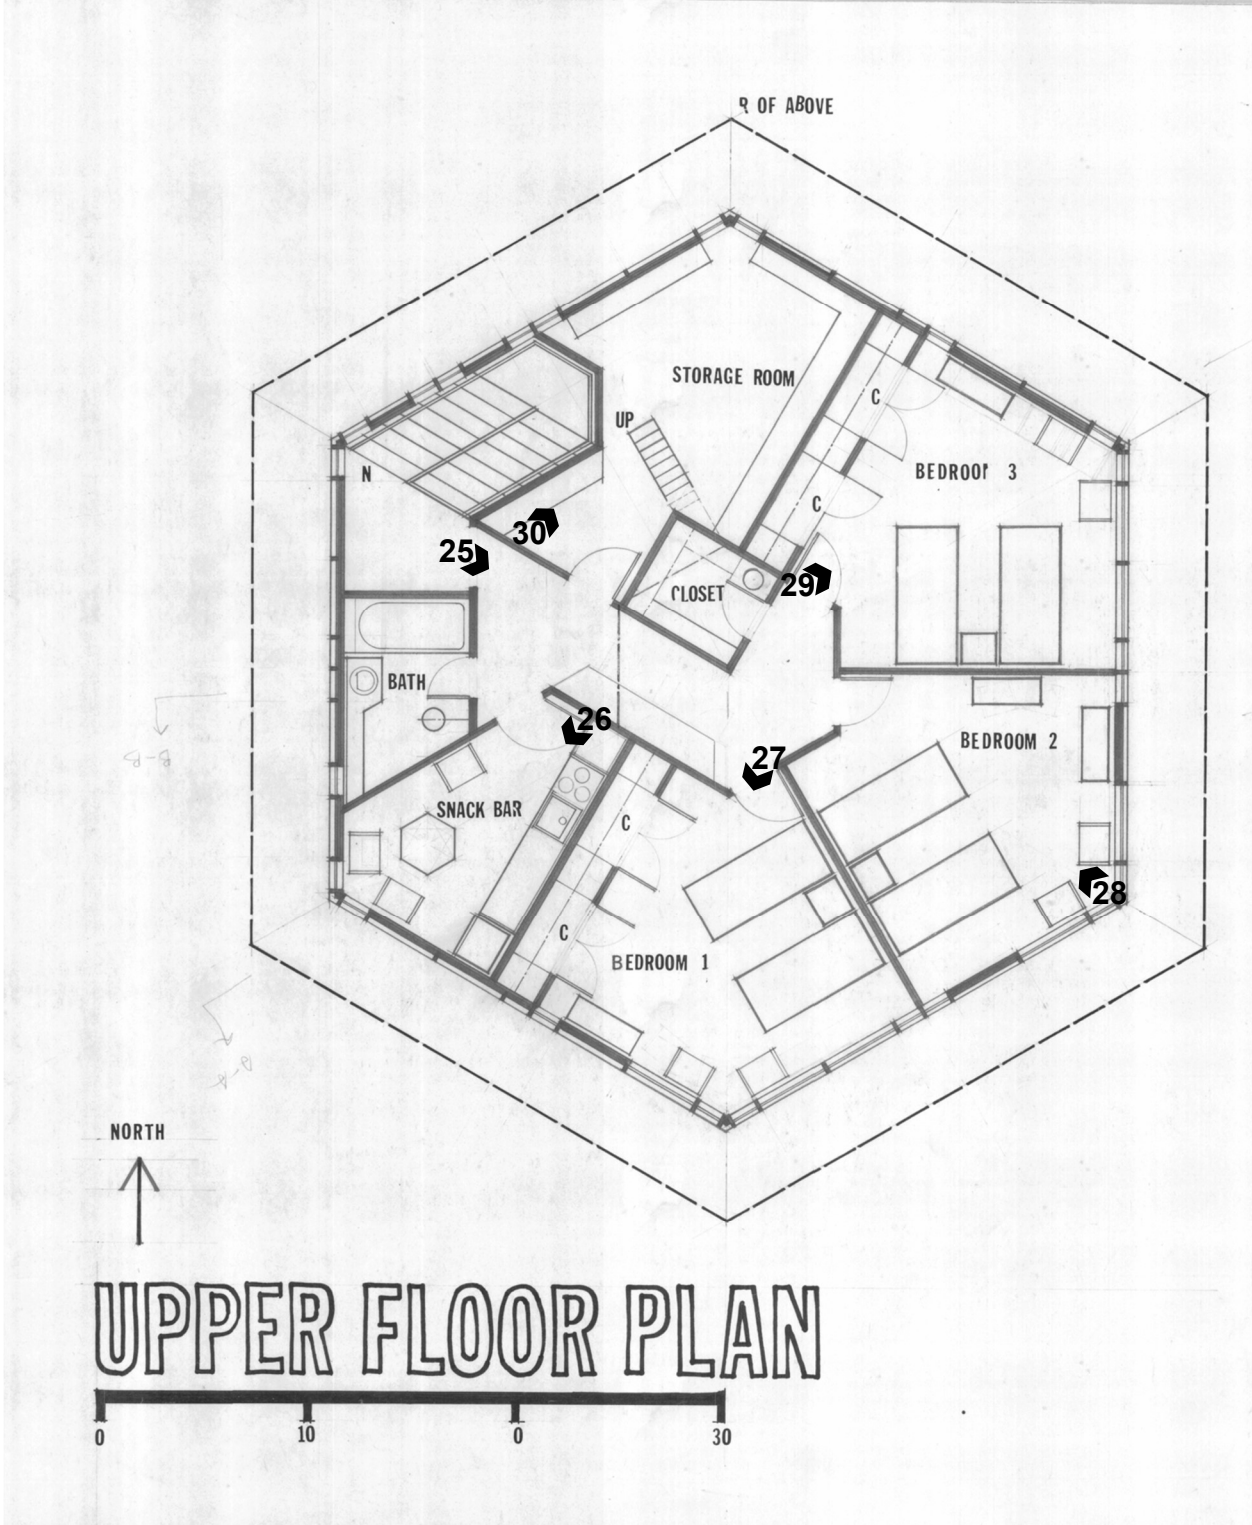 R OF ABOVE
STORAGE ROOM
UP
C
N
BEDROOM 3
C
30
25
29
CLOSET
BATH
26
BEDROOM 2
27
SNACK BAR
C
28
C
BEDROOM 1
B-B
NORTH
UPPER FLOOR PLAN
0 10 0 30